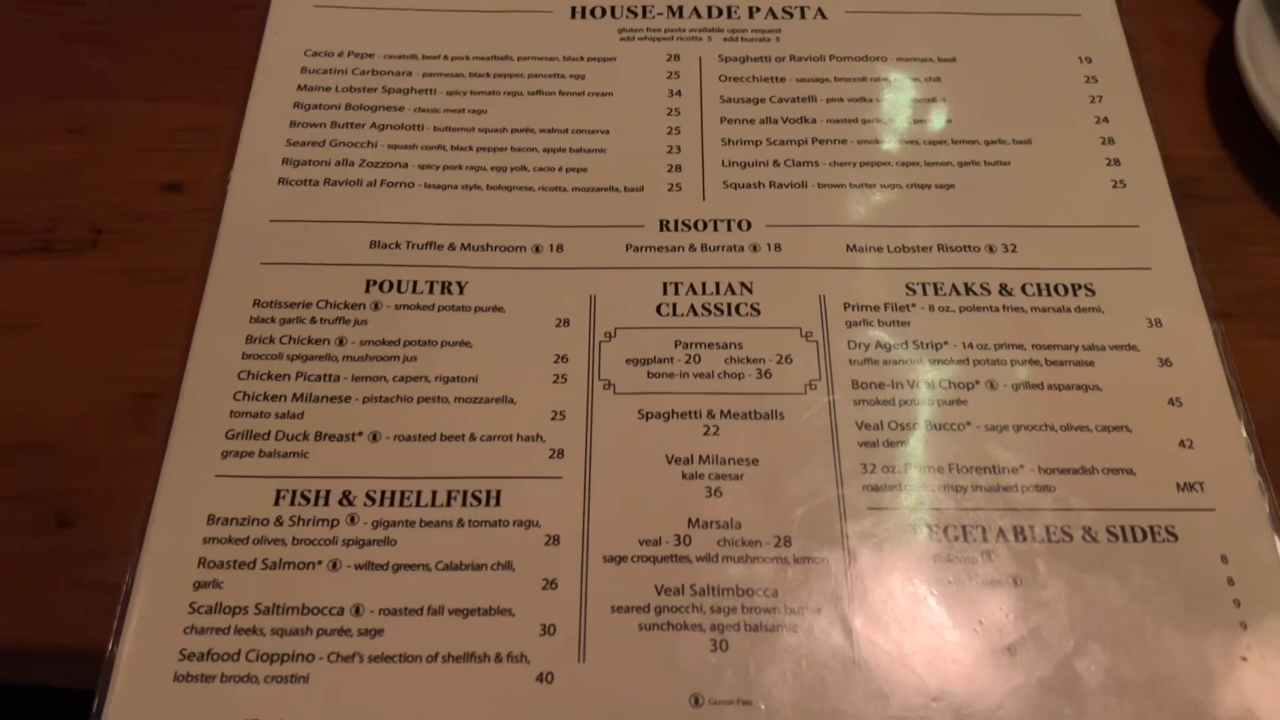 HOUSE-MADE PASTA
gluten free pasta available upon request
add whipped ricotta 5 add burrata 5
Cacio é Pepe - cavatelli, beef & pork meatballs, parmesan, black pepper 28
Bucatini Carbonara - parmesan, black pepper, pancetta, egg 25
Maine Lobster Spaghetti - spicy tomato ragu, saffron fennel cream 34
Rigatoni Bolognese - classic meat ragu 25
Brown Butter Agnolotti - butternut squash purée, walnut conserva 25
Seared Gnocchi - squash confit, black pepper bacon, apple balsamic 23
Rigatoni alla Zozzona - spicy pork ragu, egg yolk, cacio é pepe 28
Ricotta Ravioli al Forno - lasagna style, bolognese, ricotta, mozzarella, basil 25
Spaghetti or Ravioli Pomodoro - marinara, basil 19
Orecchiette - sausage, broccoli rabe, chili 25
Sausage Cavatelli - pink vodka 27
Penne alla Vodka - roasted garlic, 24
Shrimp Scampi Penne - caper, lemon, garlic, basil 28
Linguini & Clams - cherry pepper, caper, lemon, garlic butter 28
Squash Ravioli - brown butter sugo, crispy sage 25
RISOTTO
Black Truffle & Mushroom 18 Parmesan & Burrata 18 Maine Lobster Risotto 32
POULTRY
Rotisserie Chicken - smoked potato purée,
black garlic & truffle jus 28
Brick Chicken - smoked potato purée,
broccoli spigarello, mushroom jus 26
Chicken Picatta - lemon, capers, rigatoni 25
Chicken Milanese - pistachio pesto, mozzarella,
tomato salad 25
Grilled Duck Breast* - roasted beet & carrot hash,
grape balsamic 28
FISH & SHELLFISH
Branzino & Shrimp - gigante beans & tomato ragu,
smoked olives, broccoli spigarello 28
Roasted Salmon* - wilted greens, Calabrian chili,
garlic 26
Scallops Saltimbocca - roasted fall vegetables,
charred leeks, squash purée, sage 30
Seafood Cioppino - Chef's selection of shellfish & fish,
lobster brodo, crostini 40
ITALIAN
CLASSICS
Parmesans
eggplant - 20 chicken - 26
bone-in veal chop - 36
Spaghetti & Meatballs
22
Veal Milanese
kale caesar
36
Marsala
veal - 30 chicken - 28
sage croquettes, wild mushrooms, lemon
Veal Saltimbocca
seared gnocchi, sage brown butter
sunchokes, aged balsamic
30
Gluten Free
STEAKS & CHOPS
Prime Filet* - 8 oz., polenta fries, marsala demi,
garlic butter 38
Dry Aged Strip* - 14 oz. prime, rosemary salsa verde,
truffle arancini, smoked potato purée, bearnaise 36
Bone-In Veal Chop* - grilled asparagus,
smoked potato purée 45
Veal Osso Bucco* - sage gnocchi, olives, capers,
veal demi 42
32 oz. Prime Florentine* - horseradish crema,
roasted crispy smashed potato MKT
VEGETABLES & SIDES
8
8
9
9